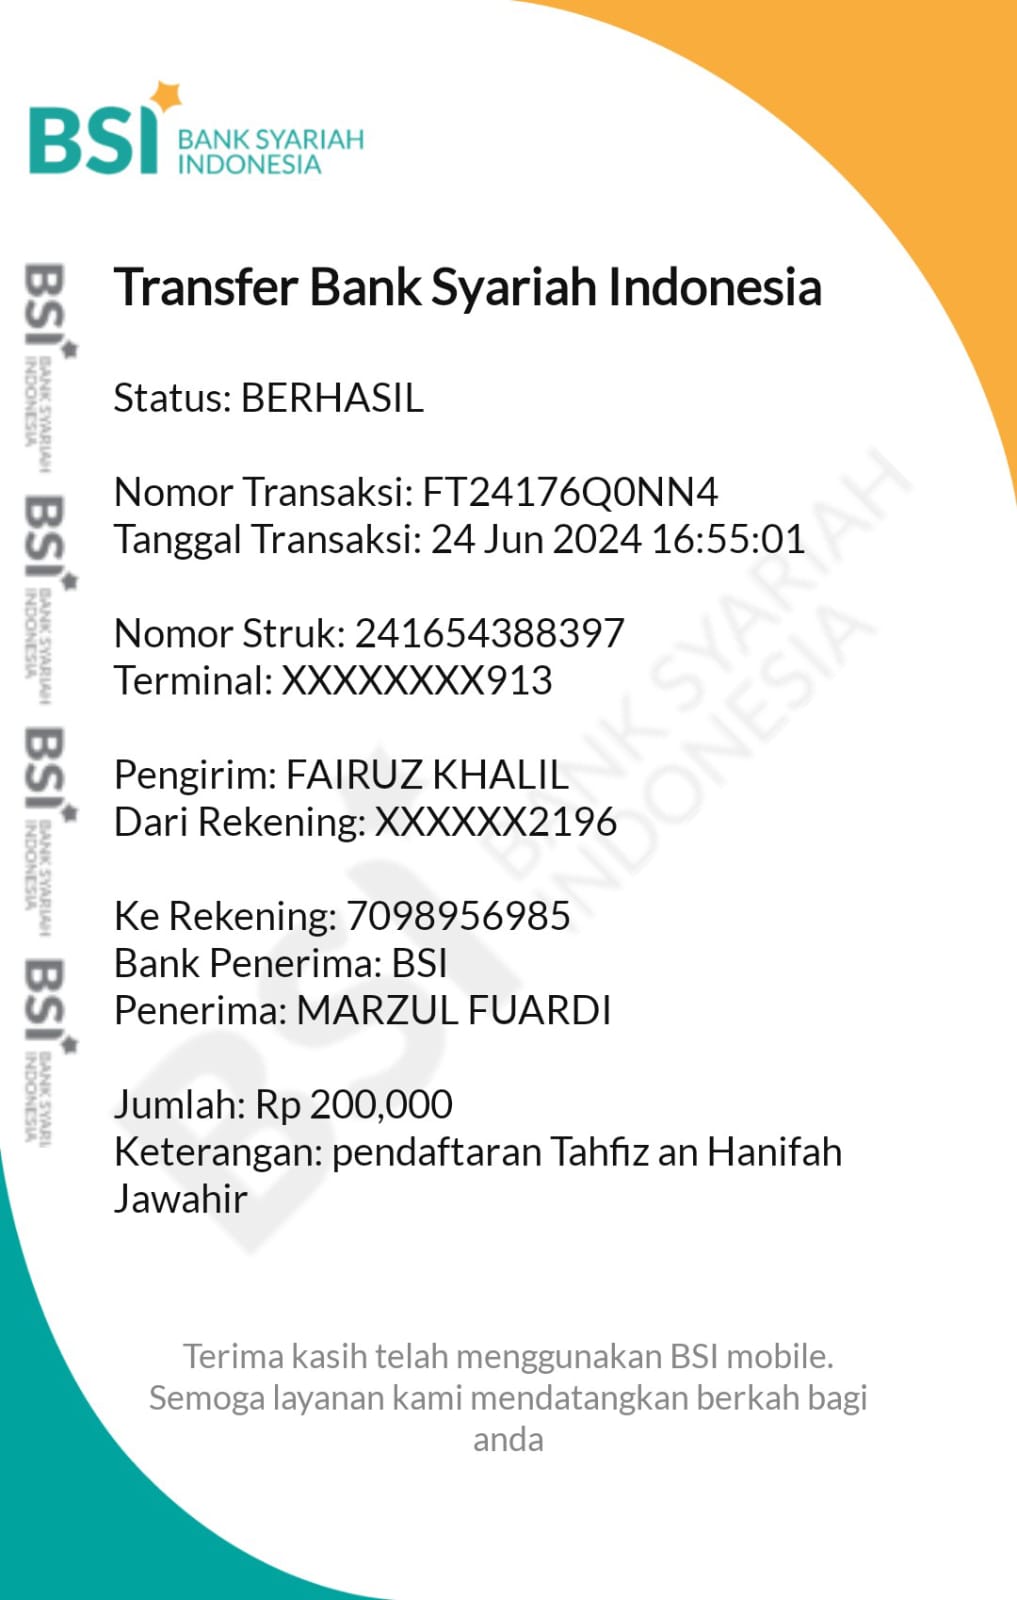 BSI BANK SYARIAH
INDONESIA
Transfer Bank Syariah Indonesia
Status: BERHASIL
Nomor Transaksi: FT24176Q0NN4
Tanggal Transaksi: 24 Jun 2024 16:55:01
Nomor Struk: 241654388397
Terminal: XXXXXXXX913
Pengirim: FAIRUZ KHALIL
Dari Rekening: XXXXXX2196
Ke Rekening: 7098956985
Bank Penerima: BSI
Penerima: MARZUL FUARDI
Jumlah: Rp 200,000
Keterangan: pendaftaran Tahfiz an Hanifah
Jawahir
Terima kasih telah menggunakan BSI mobile.
Semoga layanan kami mendatangkan berkah bagi
anda
BSI BANK SYARIAH
INDONESIA
BSI BANK SYARIAH
INDONESIA
BSI BANK SYARIAH
INDONESIA
BSI BANK SYARI
INDONESIA
BSI BANK SYARIAH
INDONESIA